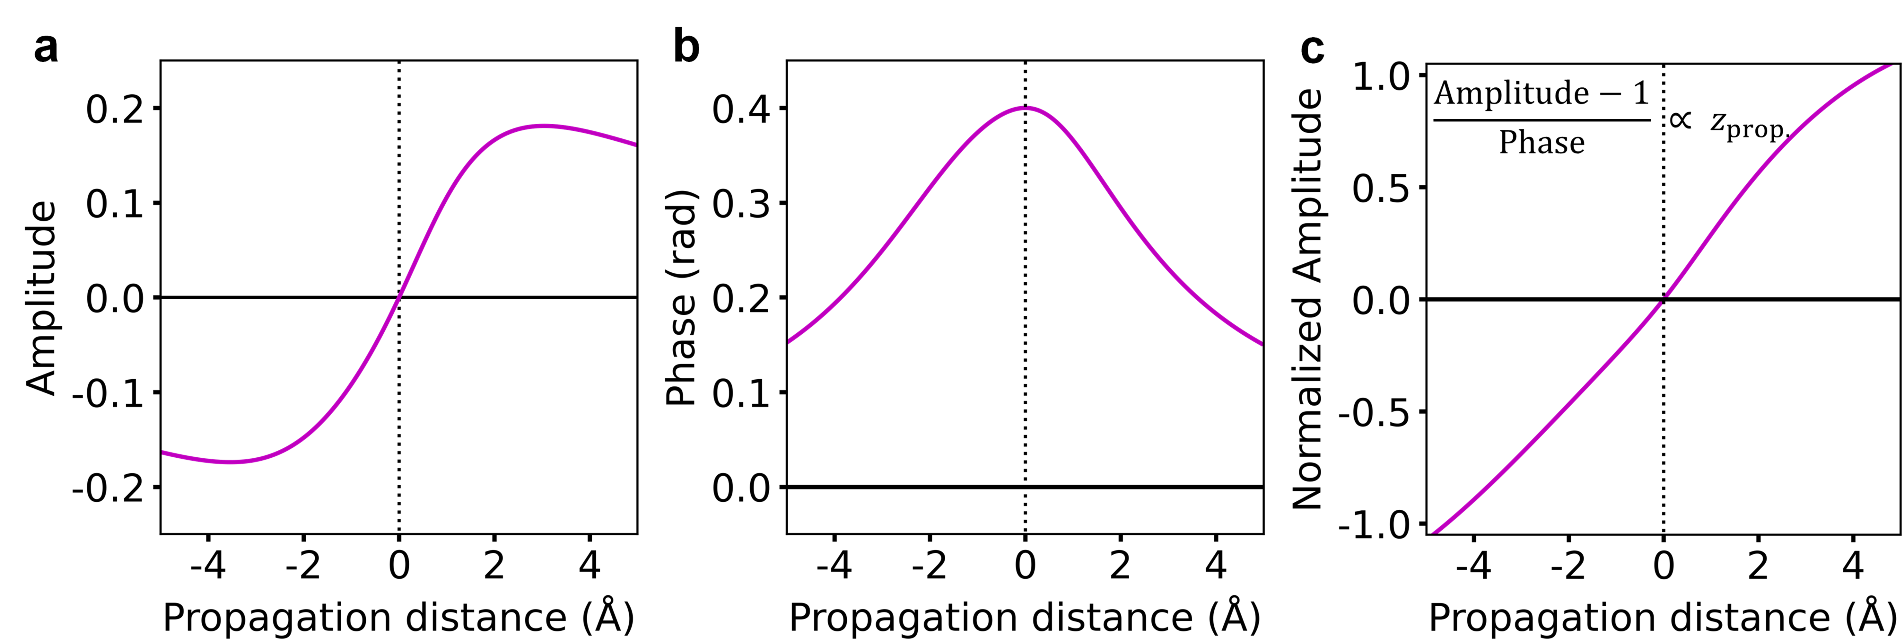 a
Amplitude
0.2
0.1
0.0
-0.1
-0.2
-4 -2 0 2 4
Propagation distance (Å)
b
Phase (rad)
0.4
0.3
0.2
0.1
0.0
-4 -2 0 2 4
Propagation distance (Å)
c
Normalized Amplitude
1.0
0.5
0.0
-0.5
-1.0
Amplitude − 1
Phase
∝ zprop.
-4 -2 0 2 4
Propagation distance (Å)